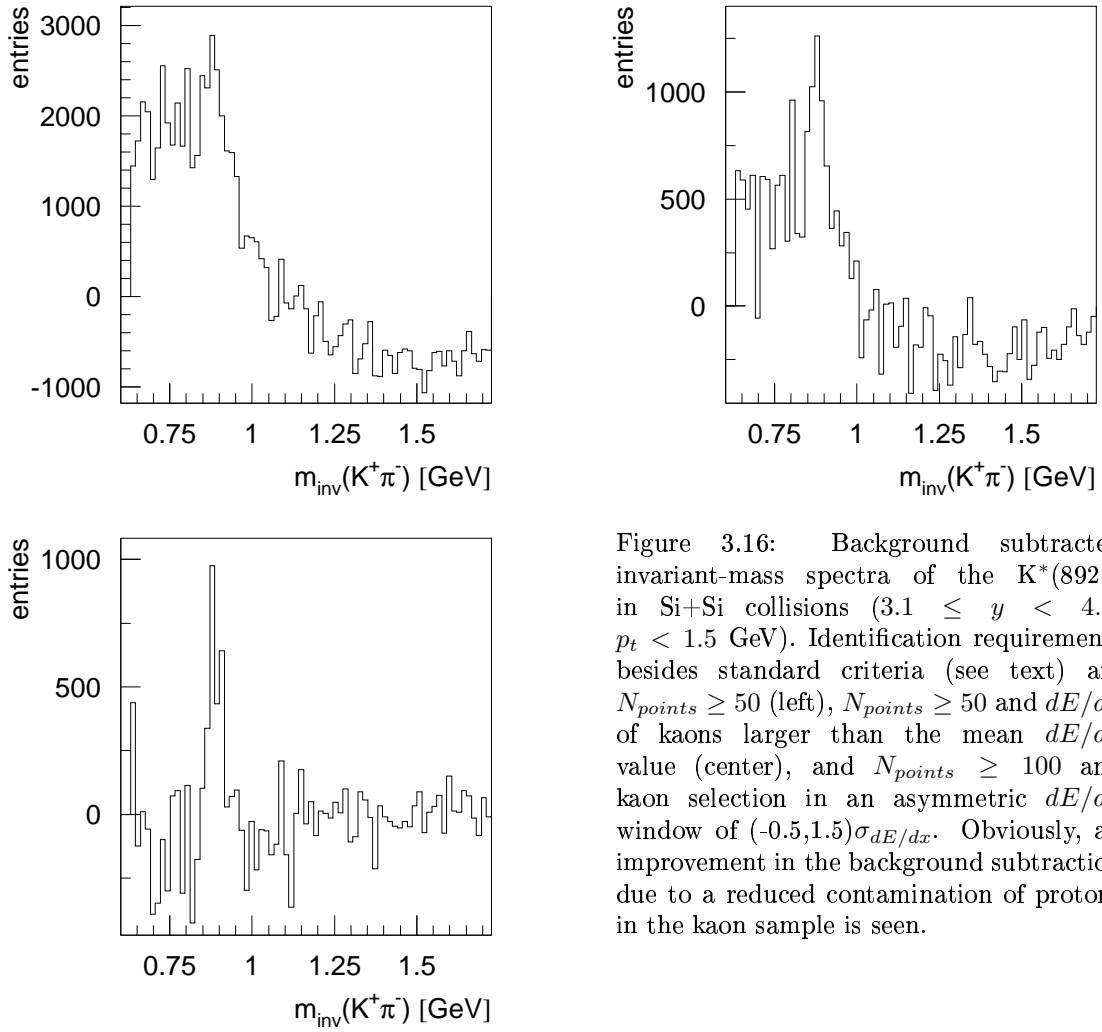 entries
3000
2000
1000
0
-1000
0.75 1 1.25 1.5
m_inv(K⁺π⁻) [GeV]
entries
1000
500
0
0.75 1 1.25 1.5
m_inv(K⁺π⁻) [GeV]
entries
1000
500
0
0.75 1 1.25 1.5
m_inv(K⁺π⁻) [GeV]
Figure 3.16: Background subtracte
invariant-mass spectra of the K*(892
in Si+Si collisions (3.1 ≤ y < 4.
p_t < 1.5 GeV). Identification requiremen
besides standard criteria (see text) a
N_points ≥ 50 (left), N_points ≥ 50 and dE/d
of kaons larger than the mean dE/d
value (center), and N_points ≥ 100 an
kaon selection in an asymmetric dE/d
window of (-0.5,1.5)σ_dE/dx. Obviously, a
improvement in the background subtractio
due to a reduced contamination of proton
in the kaon sample is seen.